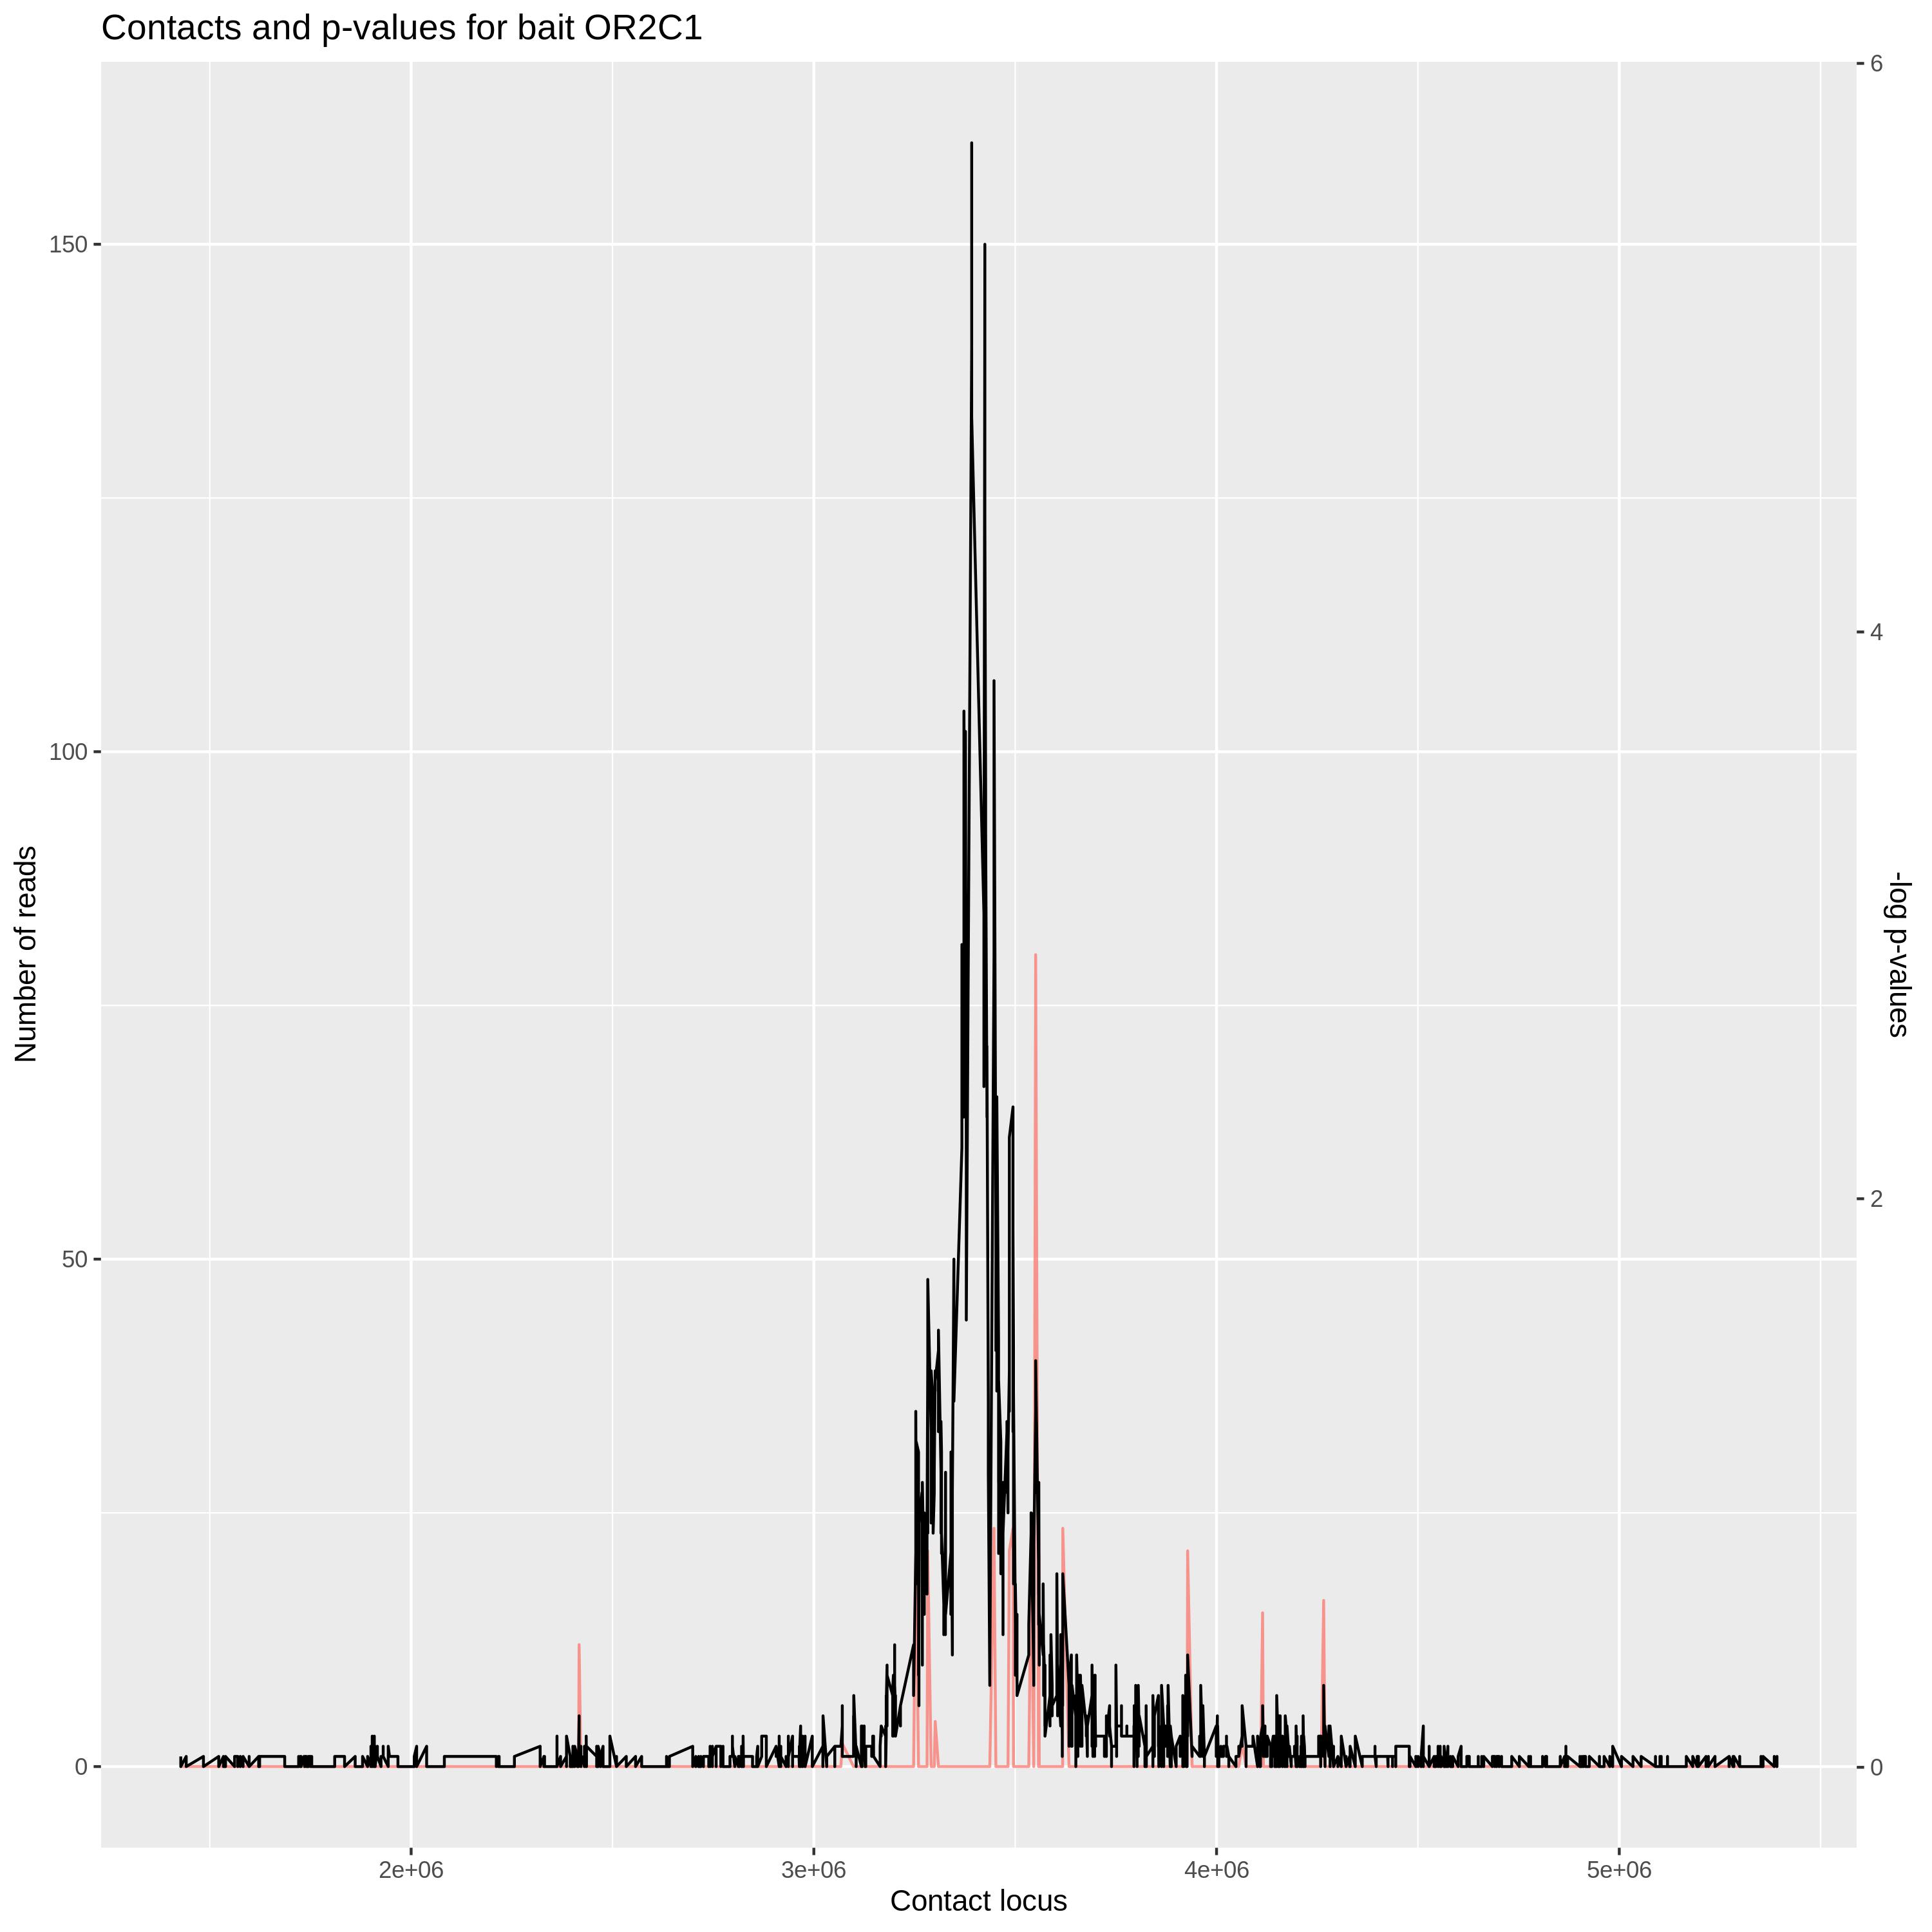 Contacts and p-values for bait OR2C1
Number of reads
150
100
50
0
6
4
2
0
-log p-values
2e+06
3e+06
4e+06
5e+06
Contact locus